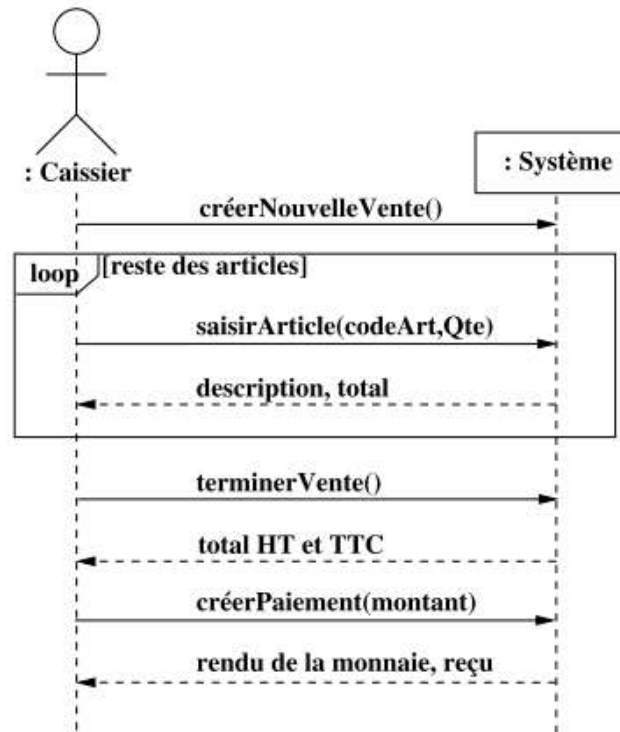 : Caissier
: Système
créerNouvelleVente()
loop [reste des articles]
saisirArticle(codeArt,Qte)
description, total
terminerVente()
total HT et TTC
créerPaiement(montant)
rendu de la monnaie, reçu